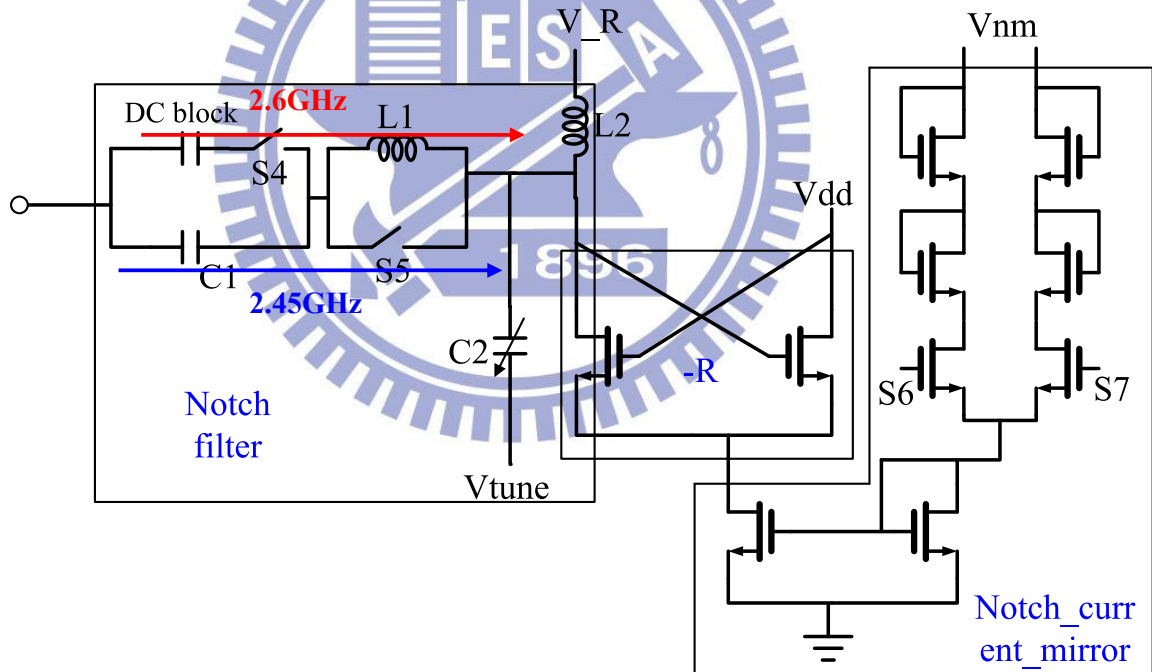 V_R
Vnm
ESA
DC block
2.6GHz
L1
L2
S4
Vdd
1896
C1
S5
2.45GHz
C2
-R
S6
S7
Notch
filter
Vtune
Notch_curr
ent_mirror